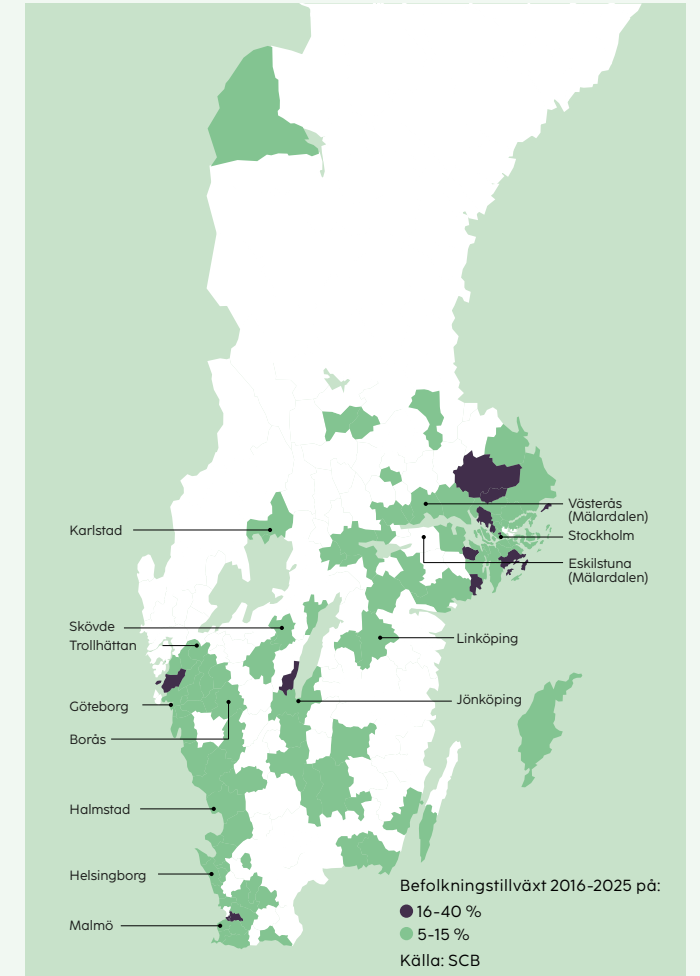 Västerås
(Mälardalen)
Karlstad
Stockholm
Eskilstuna
(Mälardalen)
Skövde
Linköping
Trollhättan
Jönköping
Göteborg
Borås
Halmstad
Helsingborg
Malmö
Befolkningstillväxt 2016-2025 på:
16-40 %
5-15 %
Källa: SCB